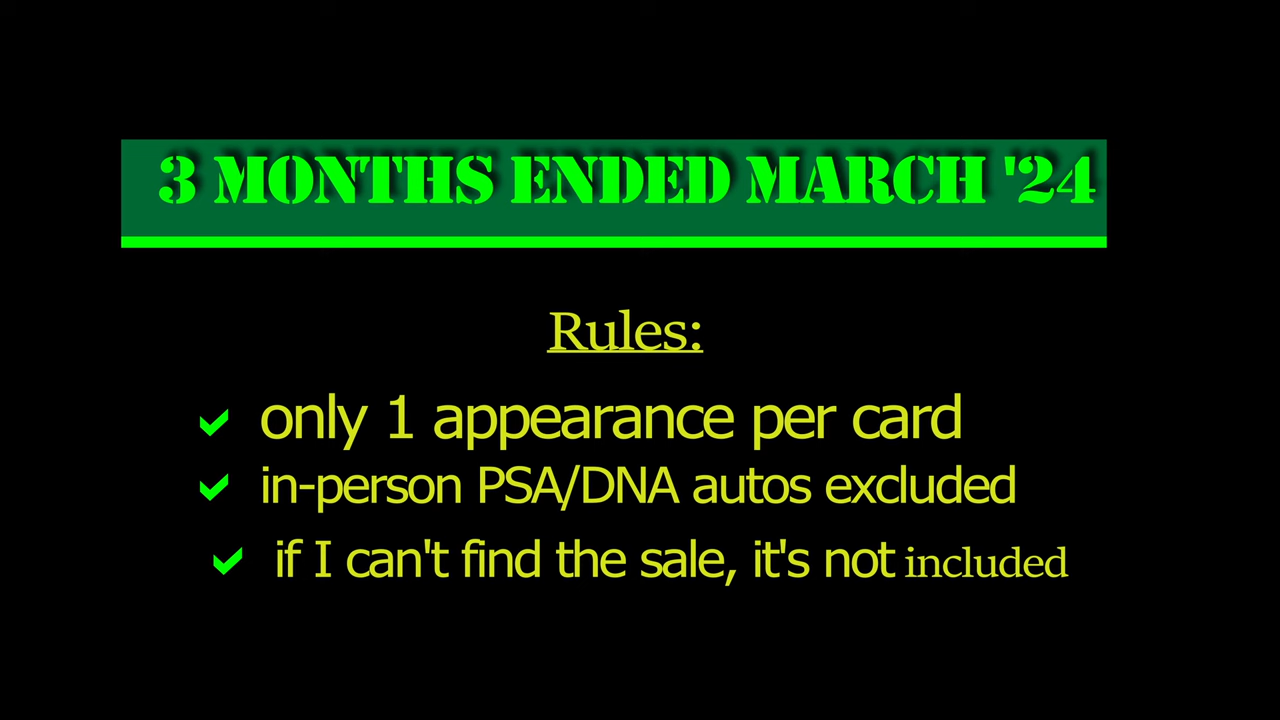 3 MONTHS ENDED MARCH '24
Rules:
only 1 appearance per card
in-person PSA/DNA autos excluded
if I can't find the sale, it's not included